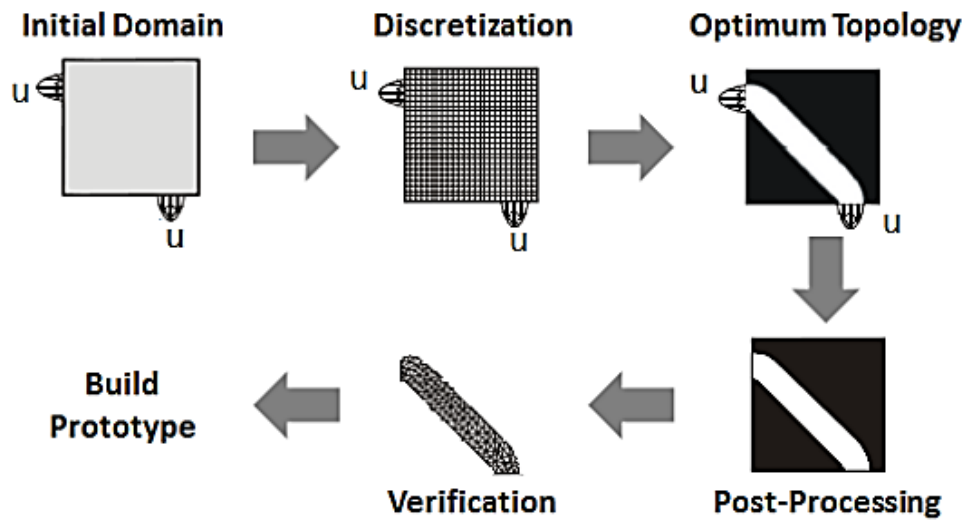 Initial Domain
Discretization
Optimum Topology
u
u
u
u
u
u
Build
Prototype
Verification
Post-Processing